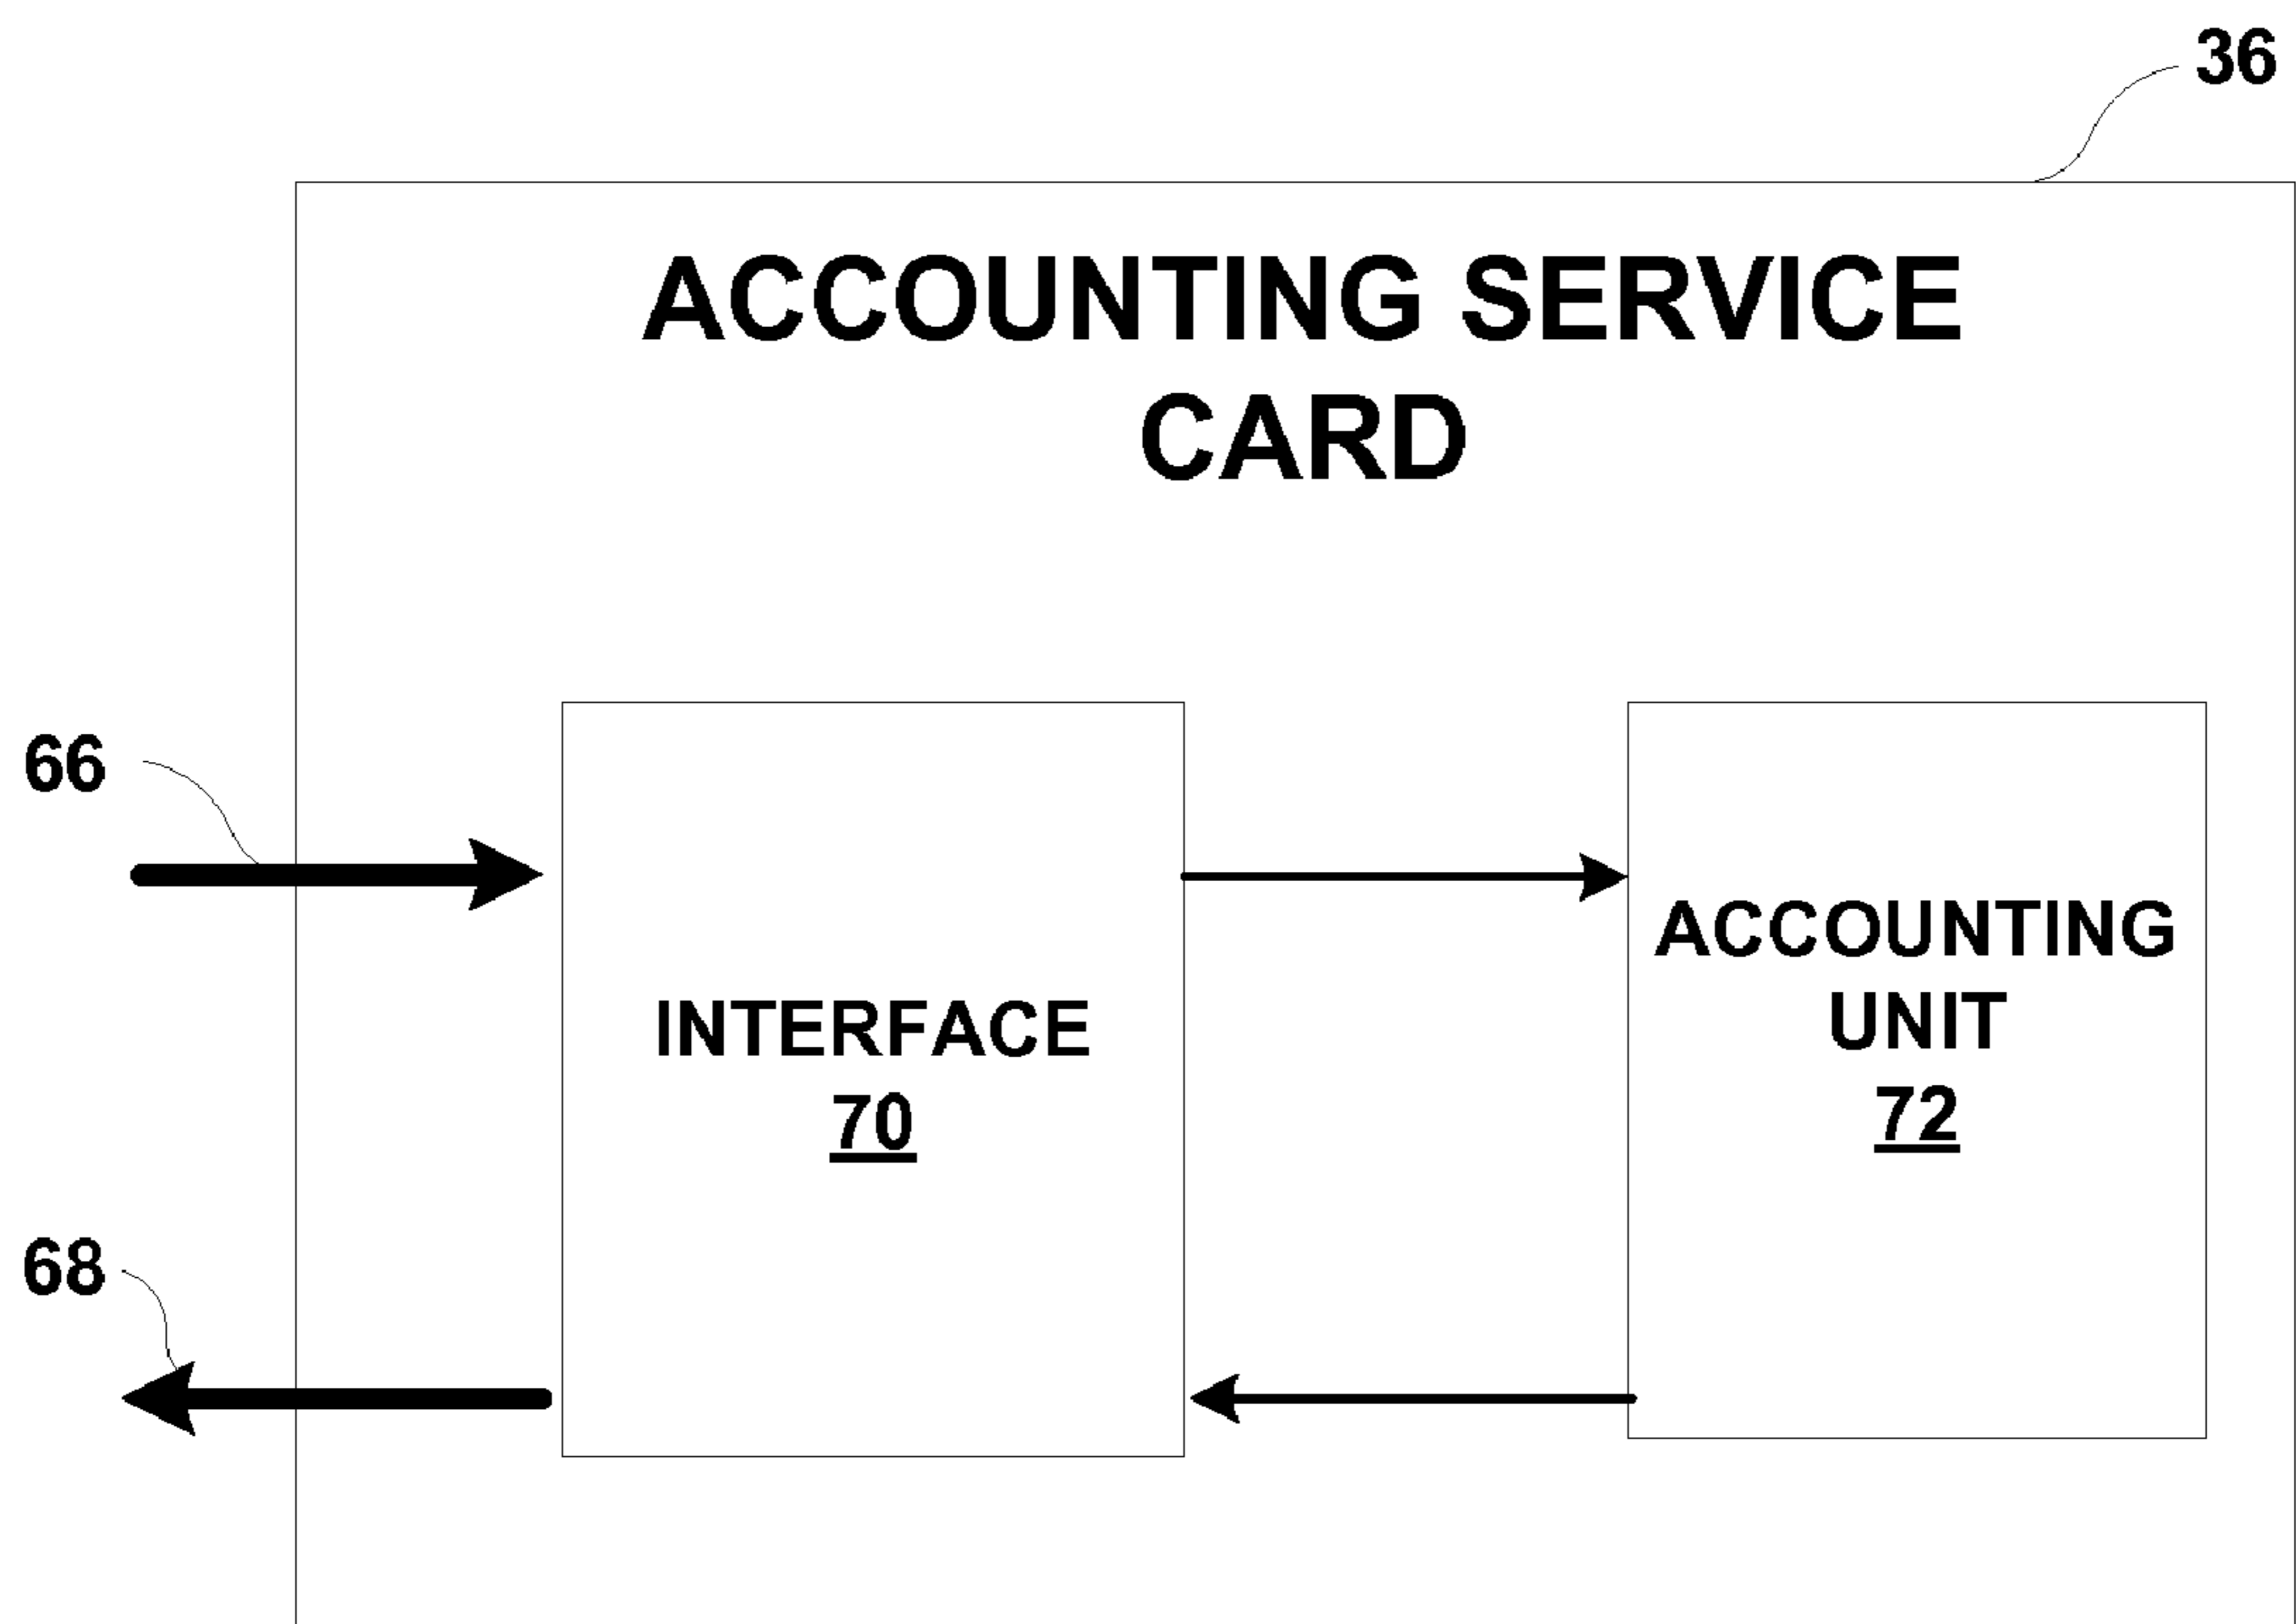 36
ACCOUNTING SERVICE
CARD
66
ACCOUNTING
UNIT
72
INTERFACE
70
68